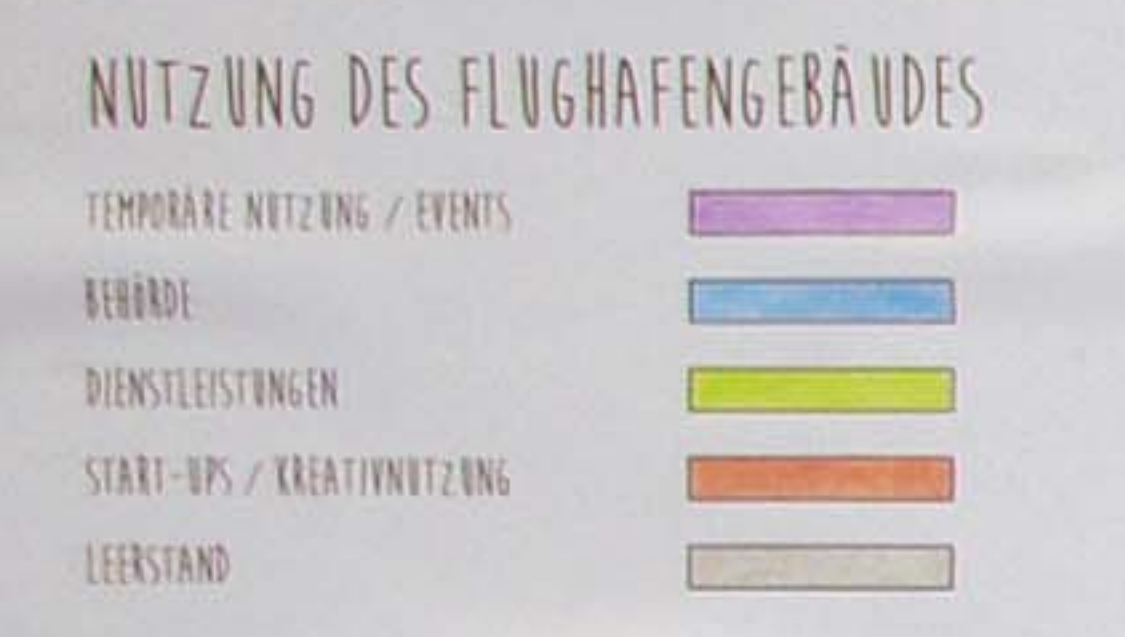 NUTZUNG DES FLUGHAFENGEBÄUDES
TEMPORÄRE NUTZUNG / EVENTS
BEHÖRDE
DIENSTLEISTUNGEN
START-UPS / KREATIVNUTZUNG
LEERSTAND